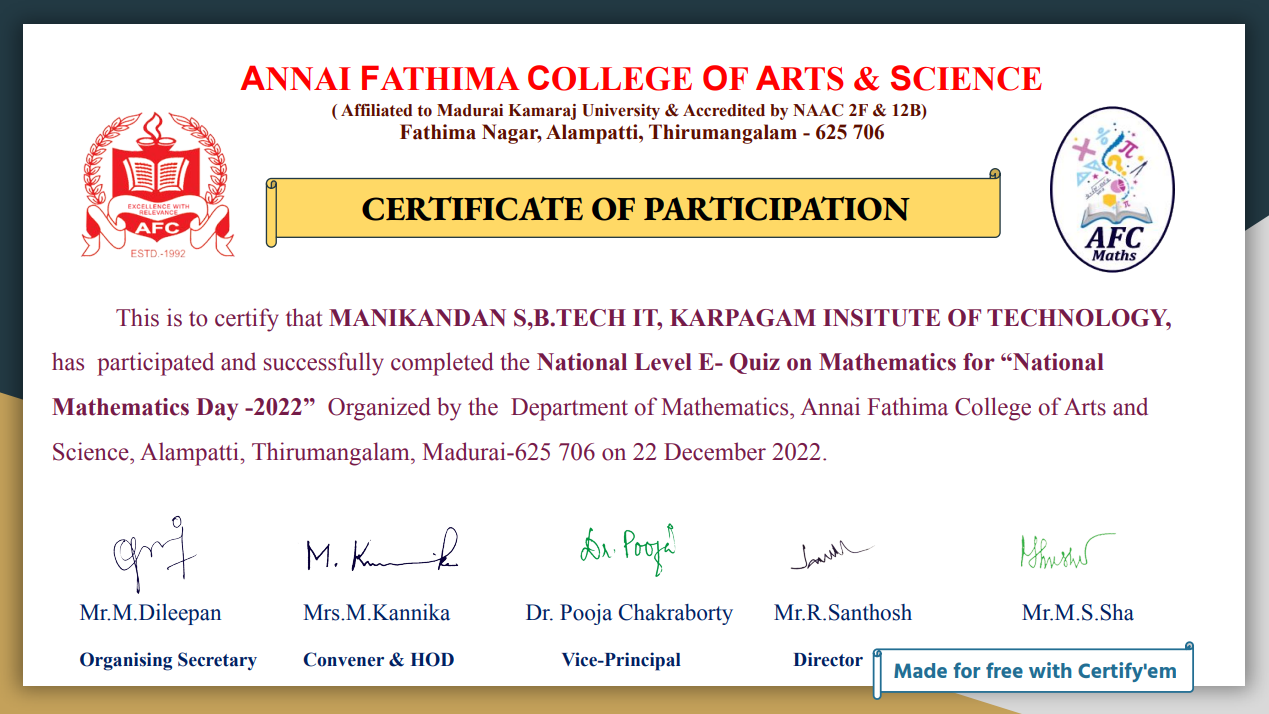 ANNAI FATHIMA COLLEGE OF ARTS & SCIENCE
( Affiliated to Madurai Kamaraj University & Accredited by NAAC 2F & 12B)
Fathima Nagar, Alampatti, Thirumangalam - 625 706
EXCELLENCE WITH
RELEVANCE
AFC
ESTD.-1992
CERTIFICATE OF PARTICIPATION
AFC
Maths
This is to certify that MANIKANDAN S,B.TECH IT, KARPAGAM INSITUTE OF TECHNOLOGY,
has participated and successfully completed the National Level E- Quiz on Mathematics for “National
Mathematics Day -2022” Organized by the Department of Mathematics, Annai Fathima College of Arts and
Science, Alampatti, Thirumangalam, Madurai-625 706 on 22 December 2022.
M. Kannika
Dr. Pooja
Mr.M.Dileepan Mrs.M.Kannika Dr. Pooja Chakraborty Mr.R.Santhosh Mr.M.S.Sha
Organising Secretary Convener & HOD Vice-Principal Director
Made for free with Certify'em